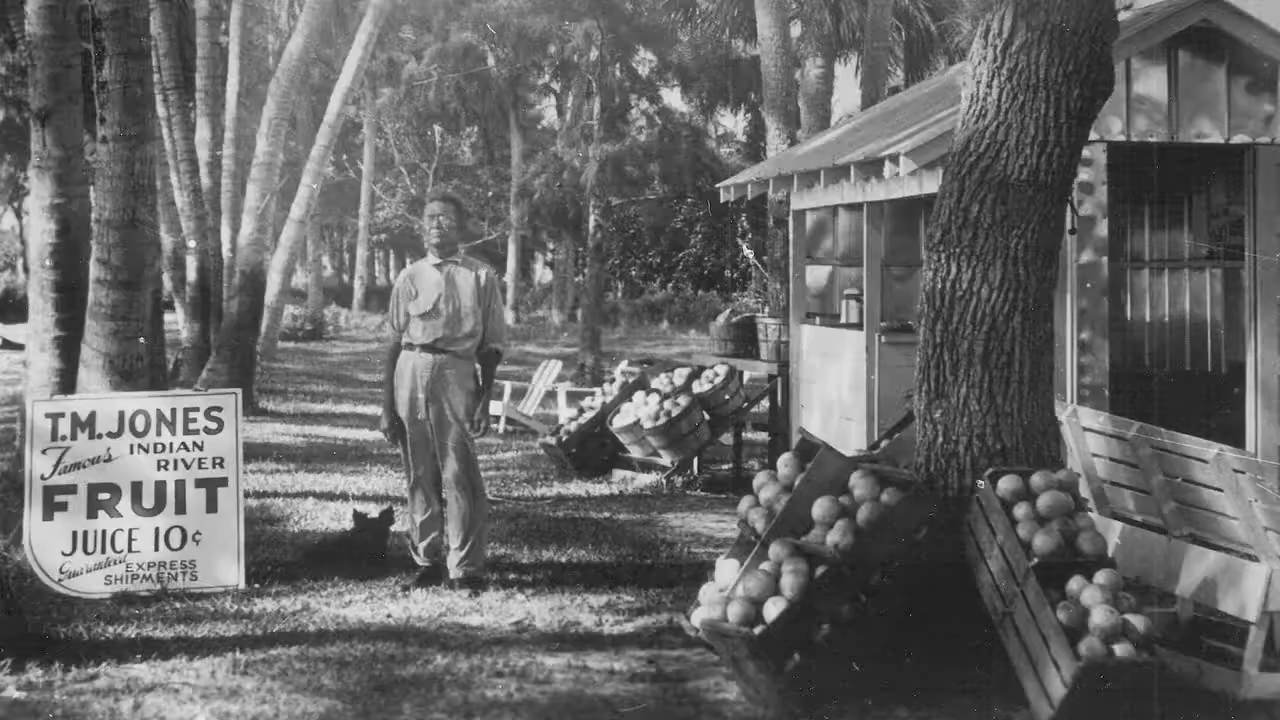 T.M. JONES
Famous INDIAN
RIVER
FRUIT
JUICE 10¢
Guaranteed EXPRESS
SHIPMENTS